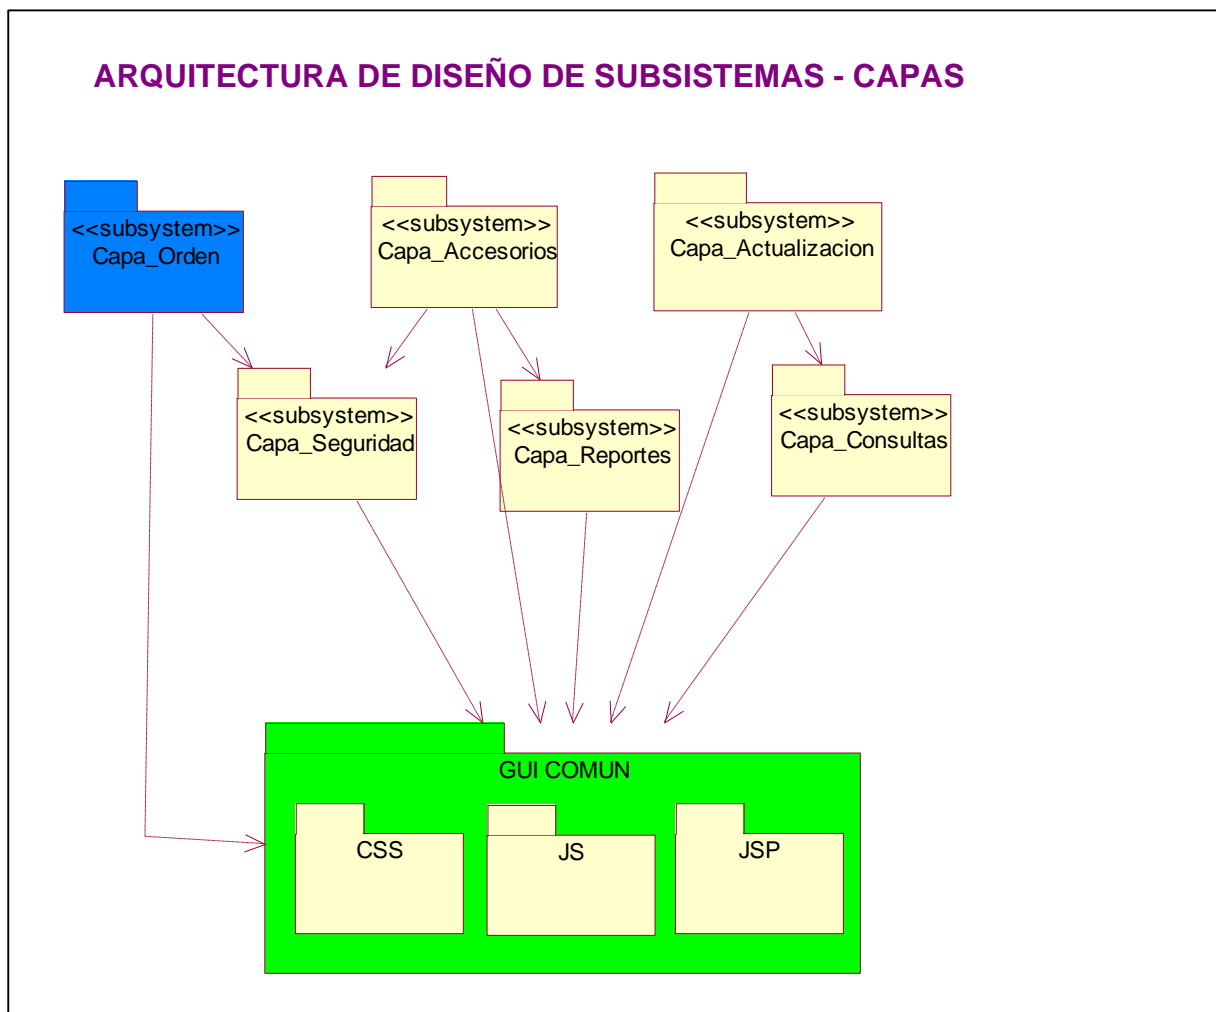 ARQUITECTURA DE DISEÑO DE SUBSISTEMAS - CAPAS
<<subsystem>>
Capa_Orden
<<subsystem>>
Capa_Accesorios
<<subsystem>>
Capa_Actualizacion
<<subsystem>>
Capa_Seguridad
<<subsystem>>
Capa_Reportes
<<subsystem>>
Capa_Consultas
GUI COMUN
CSS
JS
JSP